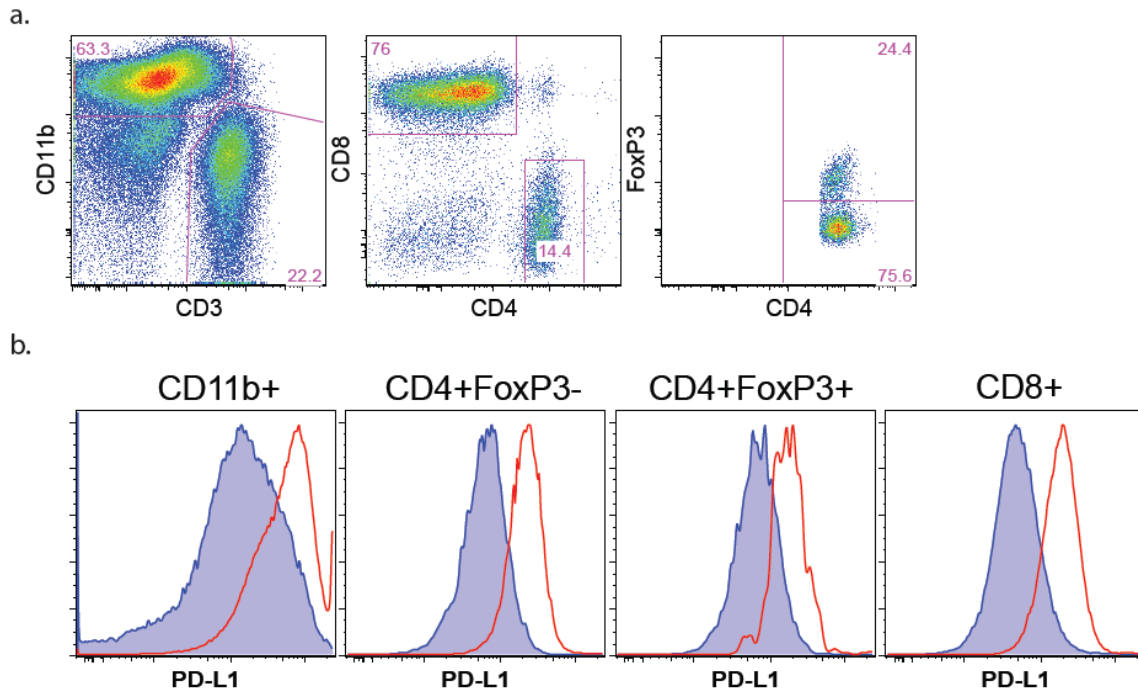 a.
63.3
22.2
CD11b
CD3
76
14.4
CD8
CD4
24.4
75.6
FoxP3
CD4
b.
CD11b+
CD4+FoxP3-
CD4+FoxP3+
CD8+
PD-L1
PD-L1
PD-L1
PD-L1